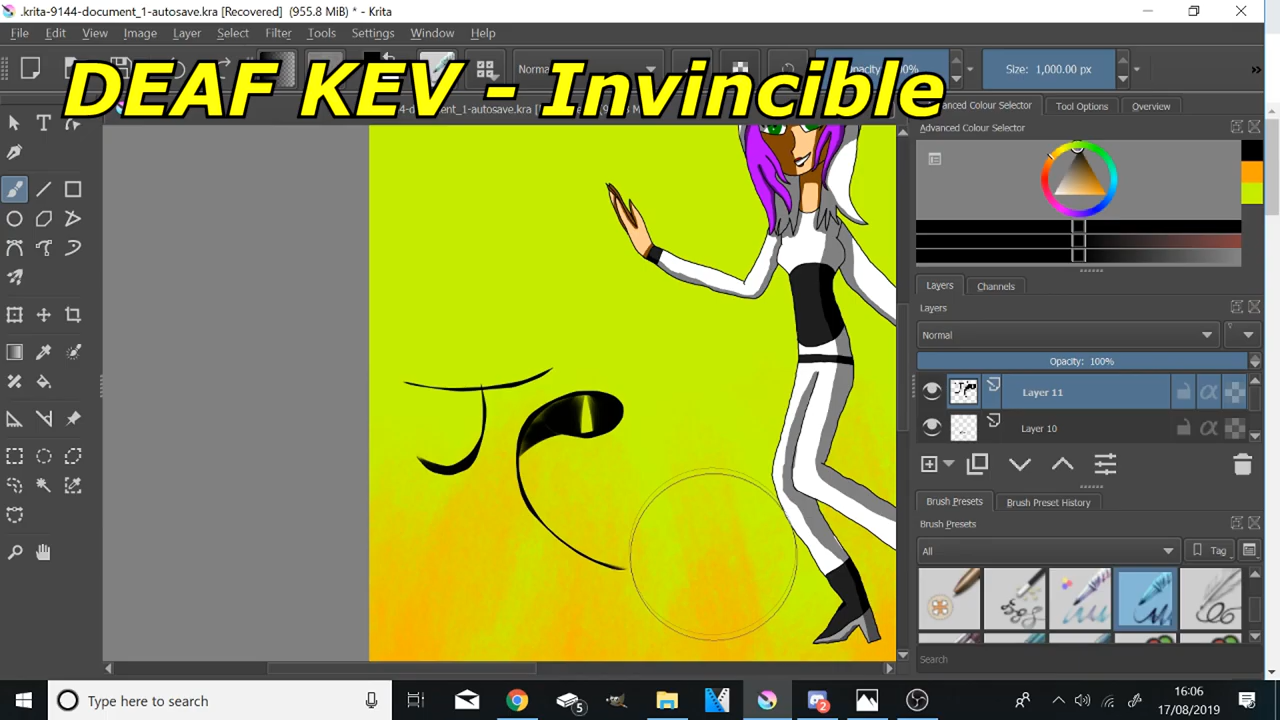 .krita-9144-document_1-autosave.kra [Recovered] (955.8 MiB) * - Krita
File Edit View Image Layer Select Filter Tools Settings Window Help
DEAF KEV - Invincible
Size: 1,000.00 px
Advanced Colour Selector Tool Options Overview
Advanced Colour Selector
Layers Channels
Layers
Normal
Opacity: 100%
Layer 11
Layer 10
Brush Presets Brush Preset History
Brush Presets
All Tag
Search
Type here to search
5
2
16:06
17/08/2019